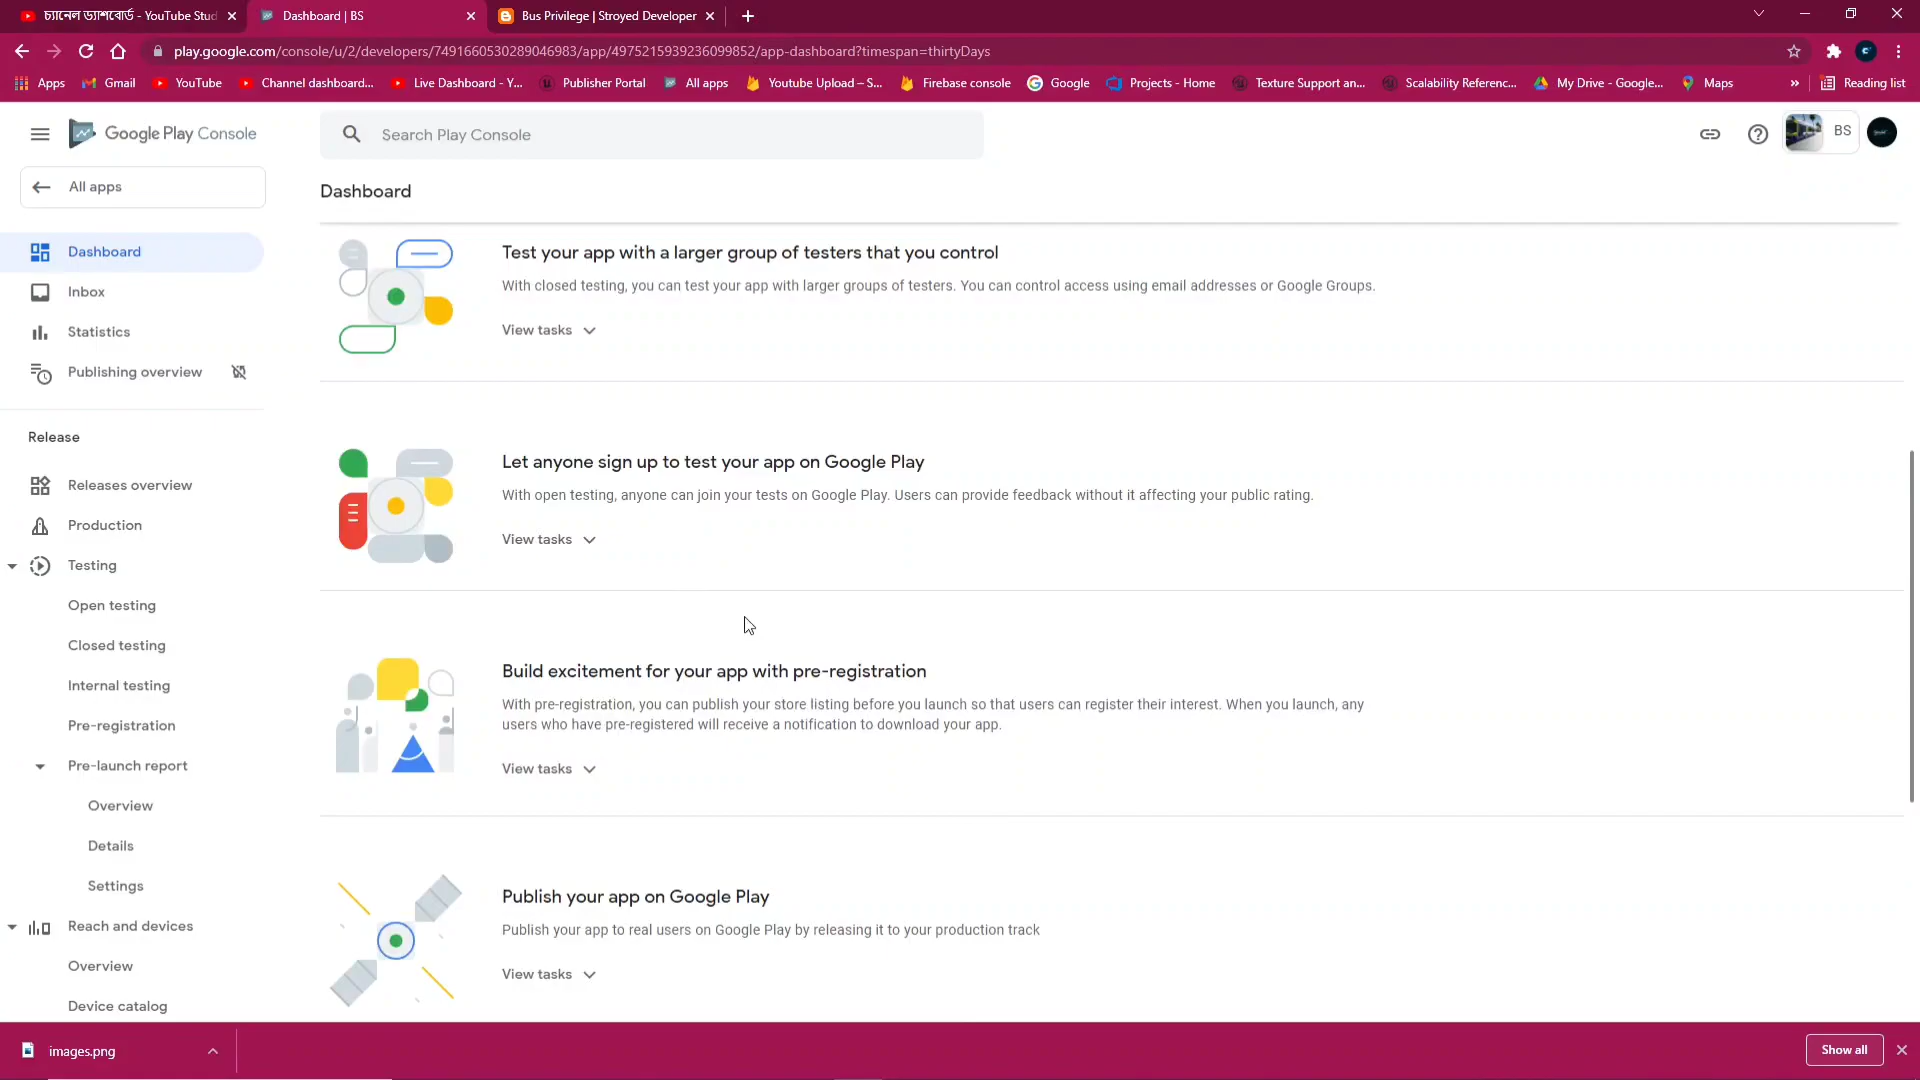 চ্যানেল ড্যাশবোর্ড - YouTube Stud
Dashboard | BS
Bus Privilege | Stroyed Developer
play.google.com/console/u/2/developers/7491660530289046983/app/4975215939236099852/app-dashboard?timespan=thirtyDays
Apps
Gmail
YouTube
Channel dashboard...
Live Dashboard - Y...
Publisher Portal
All apps
Youtube Upload – S...
Firebase console
Google
Projects - Home
Texture Support an...
Scalability Referenc...
My Drive - Google...
Maps
»
Reading list
Google Play Console
Search Play Console
BS
All apps
Dashboard
Dashboard
Inbox
Statistics
Publishing overview
Release
Releases overview
Production
Testing
Open testing
Closed testing
Internal testing
Pre-registration
Pre-launch report
Overview
Details
Settings
Reach and devices
Overview
Device catalog
Test your app with a larger group of testers that you control
With closed testing, you can test your app with larger groups of testers. You can control access using email addresses or Google Groups.
View tasks
Let anyone sign up to test your app on Google Play
With open testing, anyone can join your tests on Google Play. Users can provide feedback without it affecting your public rating.
View tasks
Build excitement for your app with pre-registration
With pre-registration, you can publish your store listing before you launch so that users can register their interest. When you launch, any
users who have pre-registered will receive a notification to download your app.
View tasks
Publish your app on Google Play
Publish your app to real users on Google Play by releasing it to your production track
View tasks
images.png
Show all